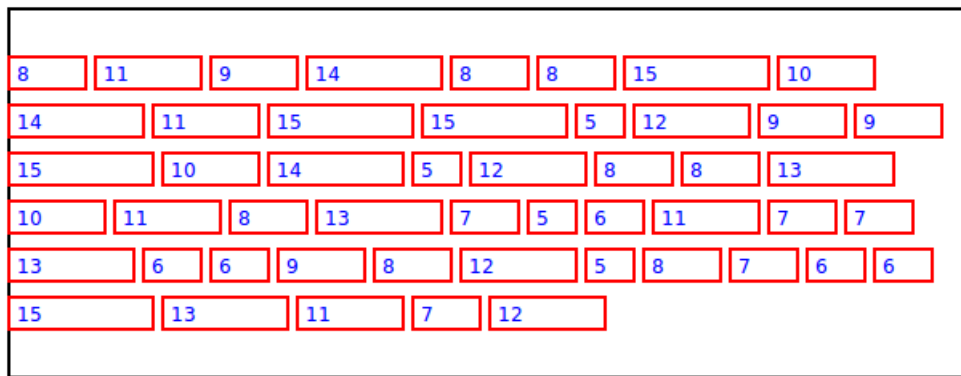 8 11 9 14 8 8 15 10
14 11 15 15 5 12 9 9
15 10 14 5 12 8 8 13
10 11 8 13 7 5 6 11 7 7
13 6 6 9 8 12 5 8 7 6 6
15 13 11 7 12